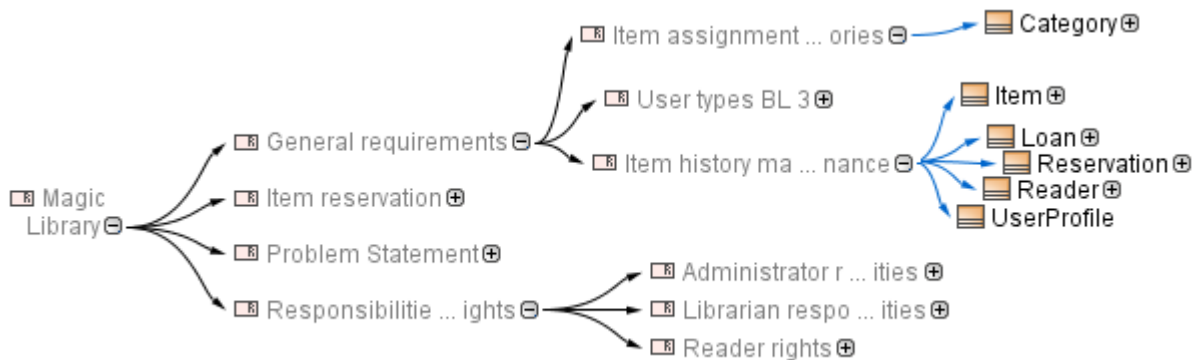 Category
Item assignment ... ories
User types BL 3
Item
General requirements
Loan
Item history ma ... nance
Reservation
Reader
Magic
Library
Item reservation
UserProfile
Problem Statement
Administrator r ... ities
Responsibilitie ... ights
Librarian respo ... ities
Reader rights